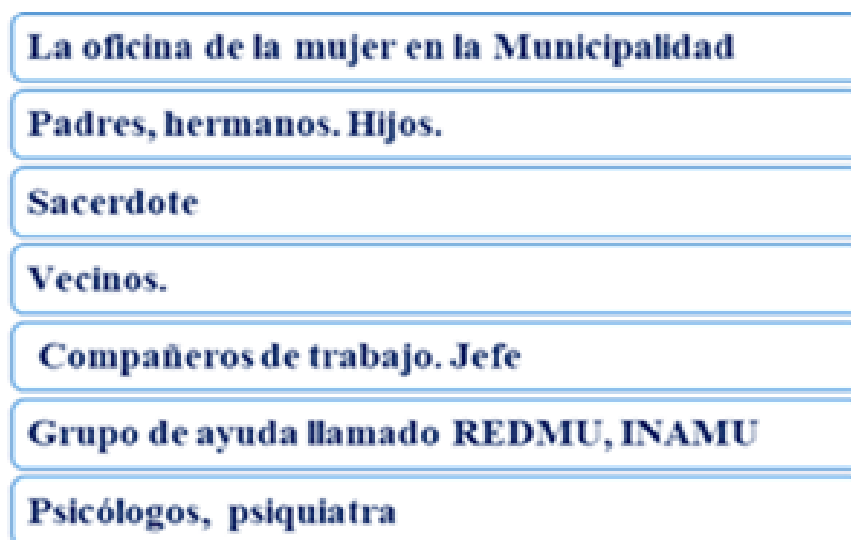 La oficina de la mujer en la Municipalidad
Padres, hermanos. Hijos.
Sacerdote
Vecinos.
Compañeros de trabajo. Jefe
Grupo de ayuda llamado REDMU, INAMU
Psicólogos, psiquiatra